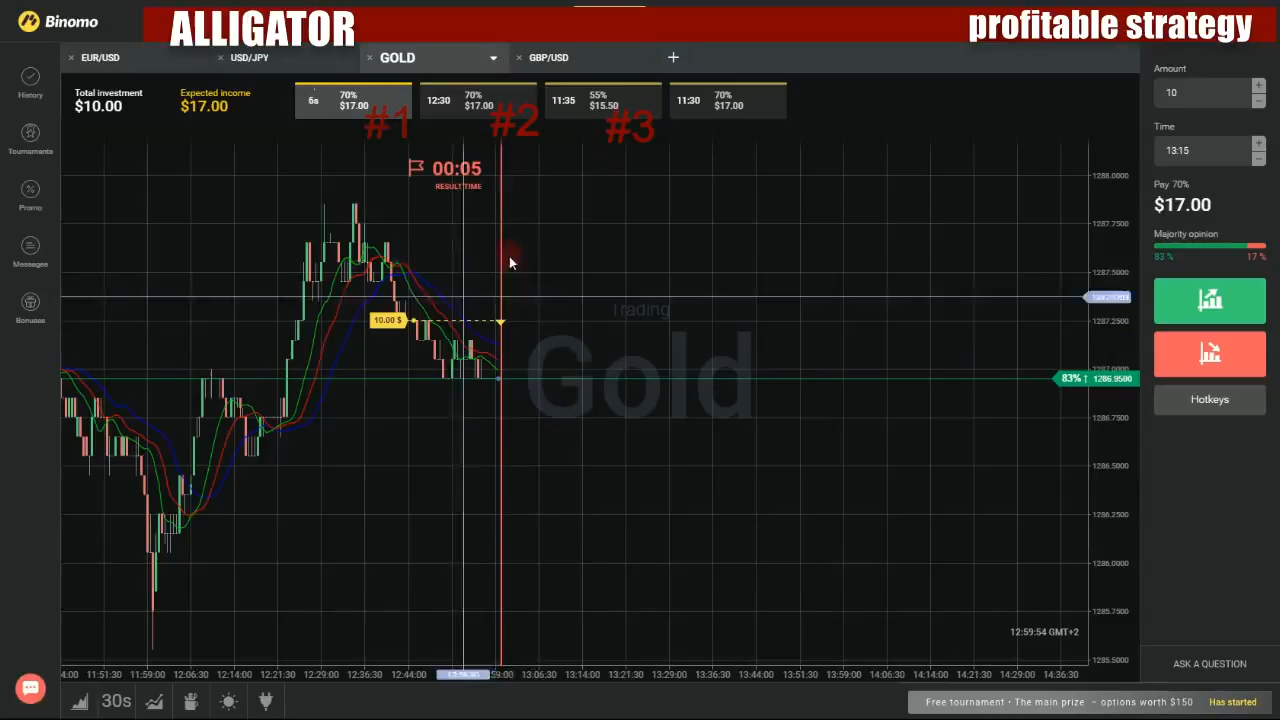 ALLIGATOR
profitable strategy
Binomo
EUR/USD
USD/JPY
GOLD
GBP/USD
History
Tournaments
Promo
Messages
Bonuses
Total investment
$10.00
Expected income
$17.00
6s
70%
$17.00
12:30
70%
$17.00
11:35
55%
$15.50
11:30
70%
$17.00
#1
#2
#3
00:05
RESULT TIME
10.00 $
Trading
Gold
1288.0000
1287.7500
1287.5000
1287.2500
1287.0000
83% ↑ 1286.9500
1286.7500
1286.5000
1286.2500
1286.0000
1285.7500
1285.5000
12:59:54 GMT+2
11:51:30
11:59:00
12:06:30
12:14:00
12:21:30
12:29:00
12:36:30
12:44:00
13:06:30
13:14:00
13:21:30
13:29:00
13:36:30
13:44:00
13:51:30
13:59:00
14:06:30
14:14:00
14:21:30
14:29:00
14:36:30
30s
Amount
10
Time
13:15
Pay 70%
$17.00
Majority opinion
83 %
17 %
Hotkeys
ASK A QUESTION
Free tournament • The main prize – options worth $150
Has started